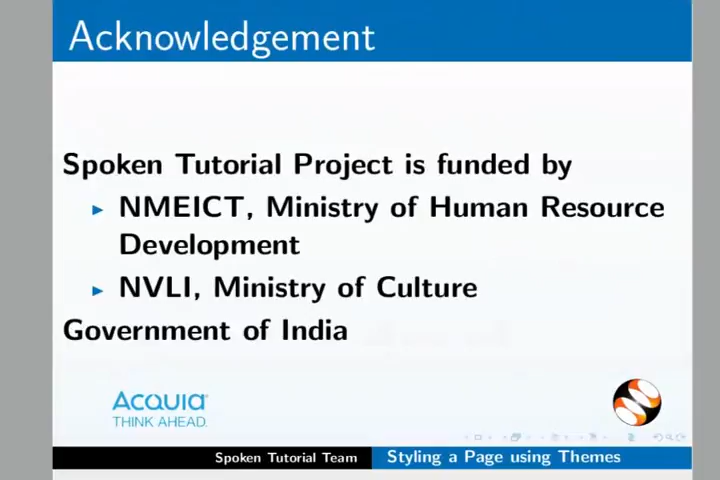 Acknowledgement
Spoken Tutorial Project is funded by
NMEICT, Ministry of Human Resource
Development
NVLI, Ministry of Culture
Government of India
ACQUIA
THINK AHEAD.
Spoken Tutorial Team
Styling a Page using Themes